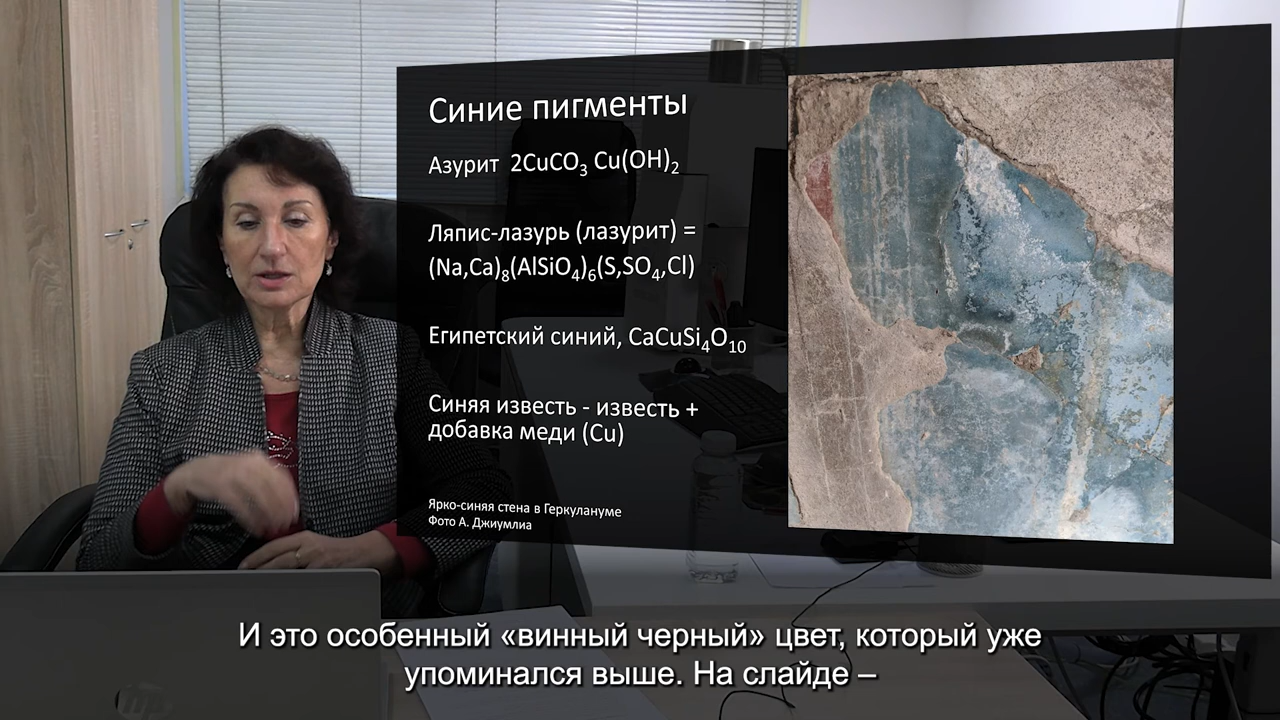 Синие пигменты
Азурит 2CuCO₃ Cu(OH)₂
Ляпис-лазурь (лазурит) =
(Na,Ca)₈(AlSiO₄)₆(S,SO₄,Cl)
Египетский синий, CaCuSi₄O₁₀
Синяя известь - известь +
добавка меди (Cu)
Ярко-синяя стена в Геркулануме
Фото А. Джиумлиа
И это особенный «винный черный» цвет, который уже
упоминался выше. На слайде –
hp